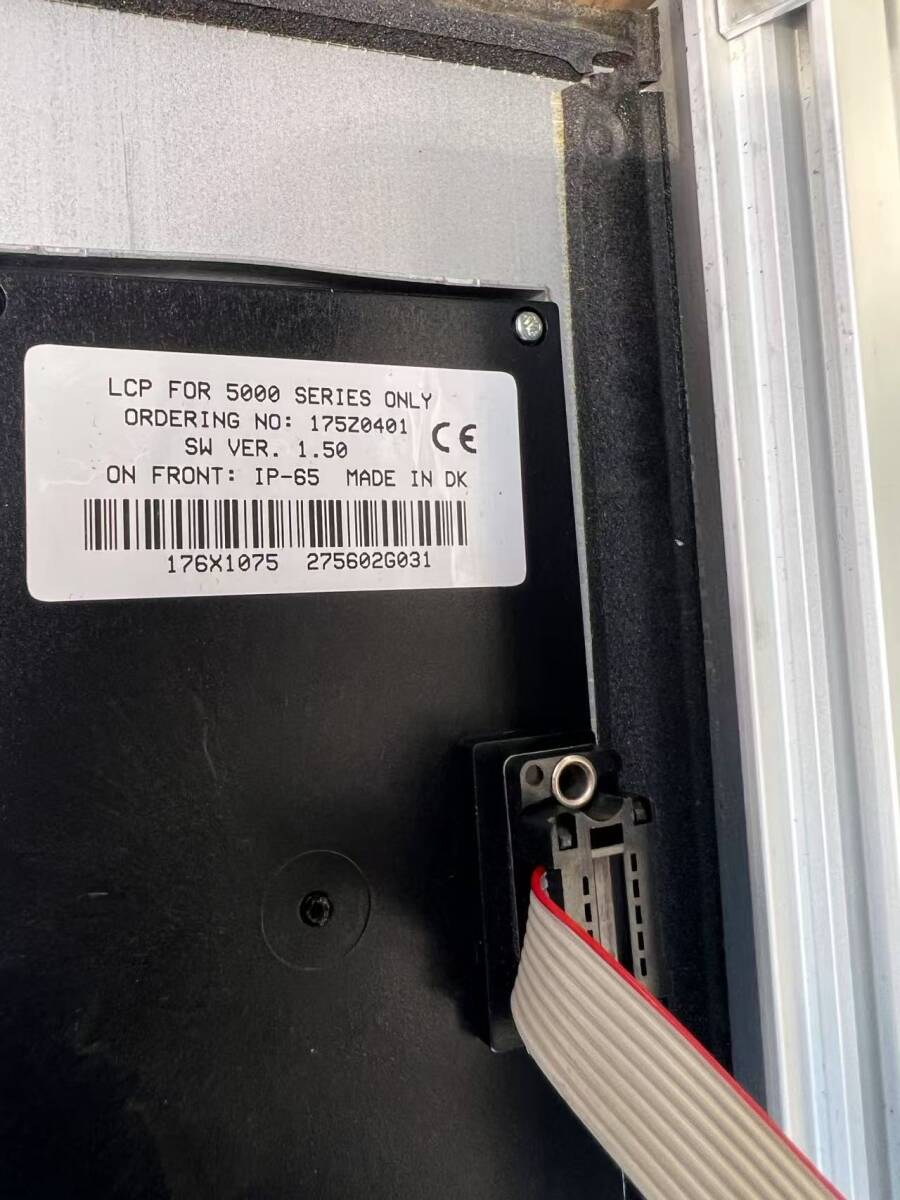 LCP FOR 5000 SERIES ONLY
ORDERING NO: 175Z0401
SW VER. 1.50
CE
ON FRONT: IP-65 MADE IN DK
176X1075 275602G031